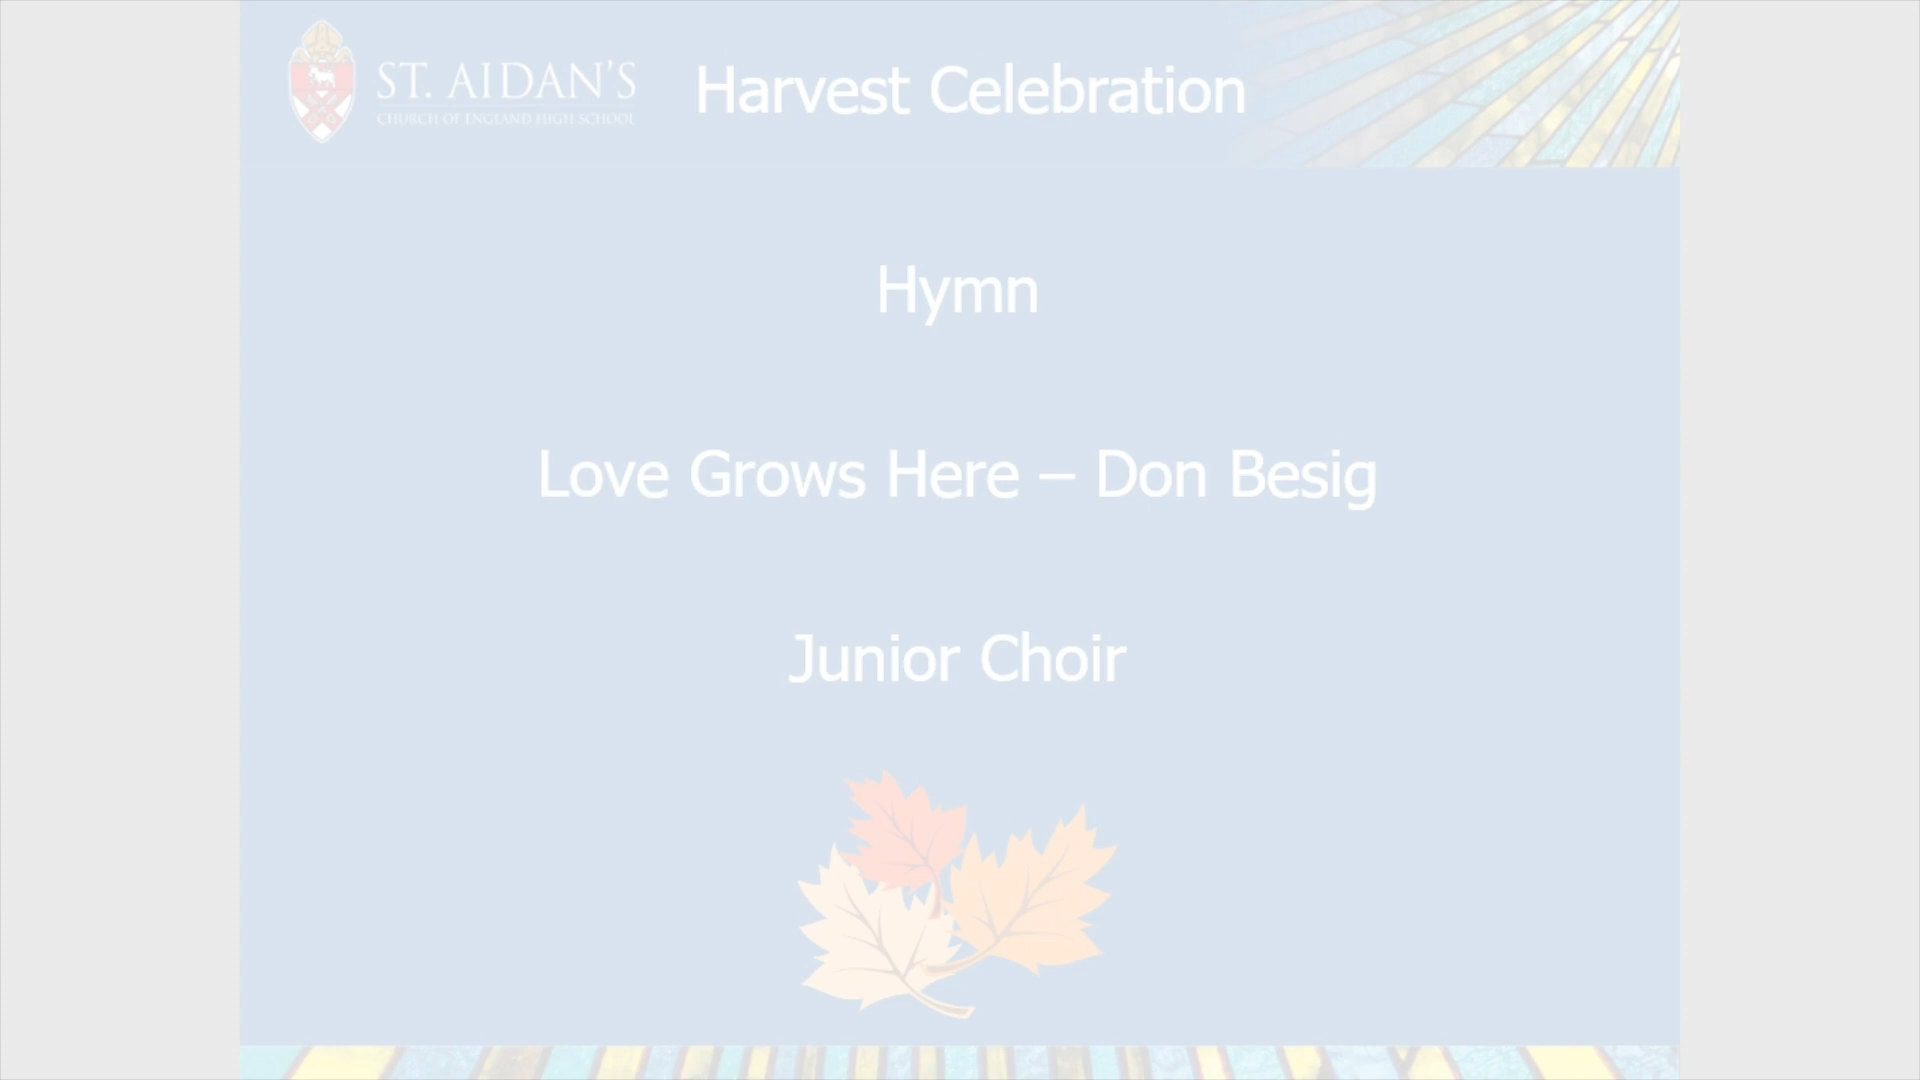 ST. AIDAN'S
CHURCH OF ENGLAND HIGH SCHOOL
Harvest Celebration
Hymn
Love Grows Here – Don Besig
Junior Choir